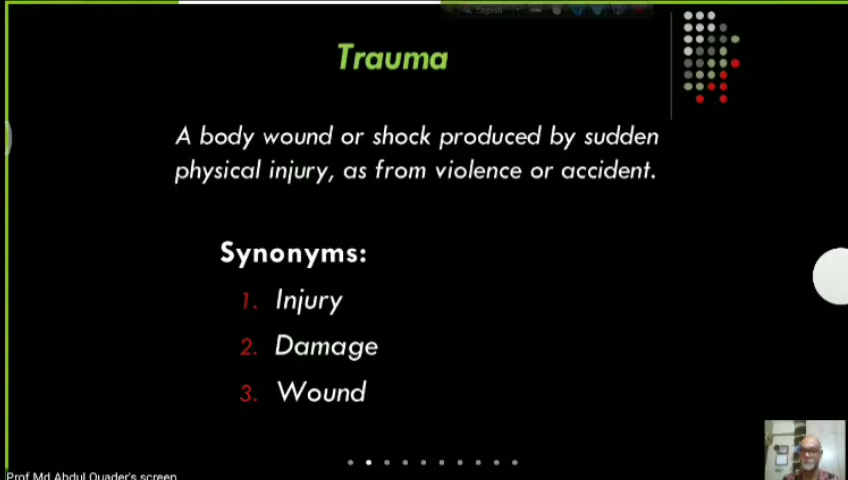 English
Trauma
A body wound or shock produced by sudden
physical injury, as from violence or accident.
Synonyms:
1. Injury
2. Damage
3. Wound
Prof Md Abdul Quader's screen